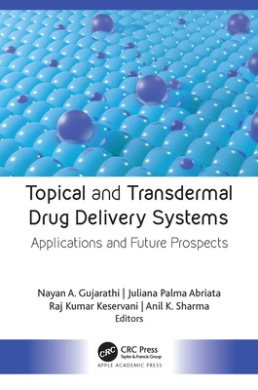 Topical and Transdermal
Drug Delivery Systems
Applications and Future Prospects
Nayan A. Gujarathi | Juliana Palma Abriata
Raj Kumar Keservani | Anil K. Sharma
Editors
CRC
CRC Press
Taylor & Francis Group
APPLE ACADEMIC PRESS